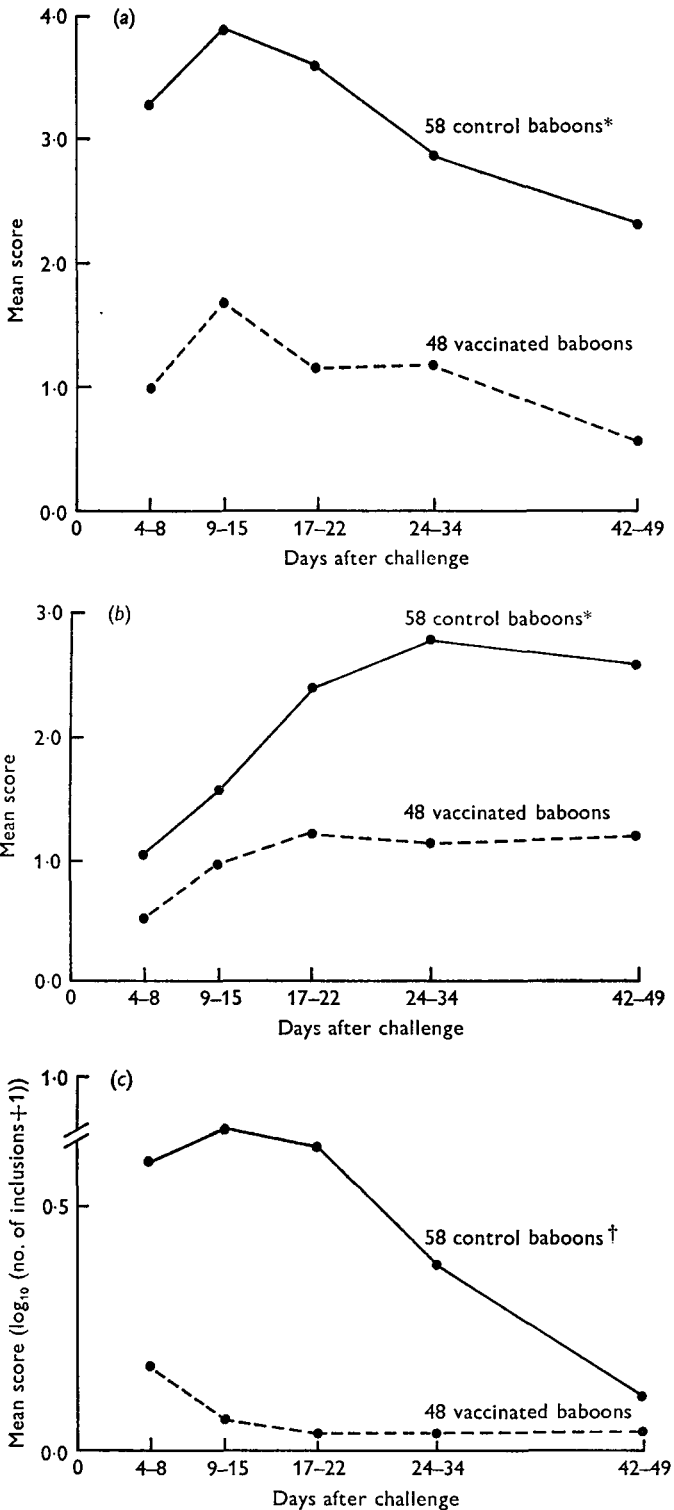 (a)
4·0
3·0
2·0
1·0
0·0
Mean score
58 control baboons*
48 vaccinated baboons
0 4–8 9–15 17–22 24–34 42–49
Days after challenge
(b)
3·0
2·0
1·0
0·0
Mean score
58 control baboons*
48 vaccinated baboons
0 4–8 9–15 17–22 24–34 42–49
Days after challenge
(c)
1·0
0·5
0·0
Mean score (log₁₀ (no. of inclusions+1))
58 control baboons†
48 vaccinated baboons
0 4–8 9–15 17–22 24–34 42–49
Days after challenge